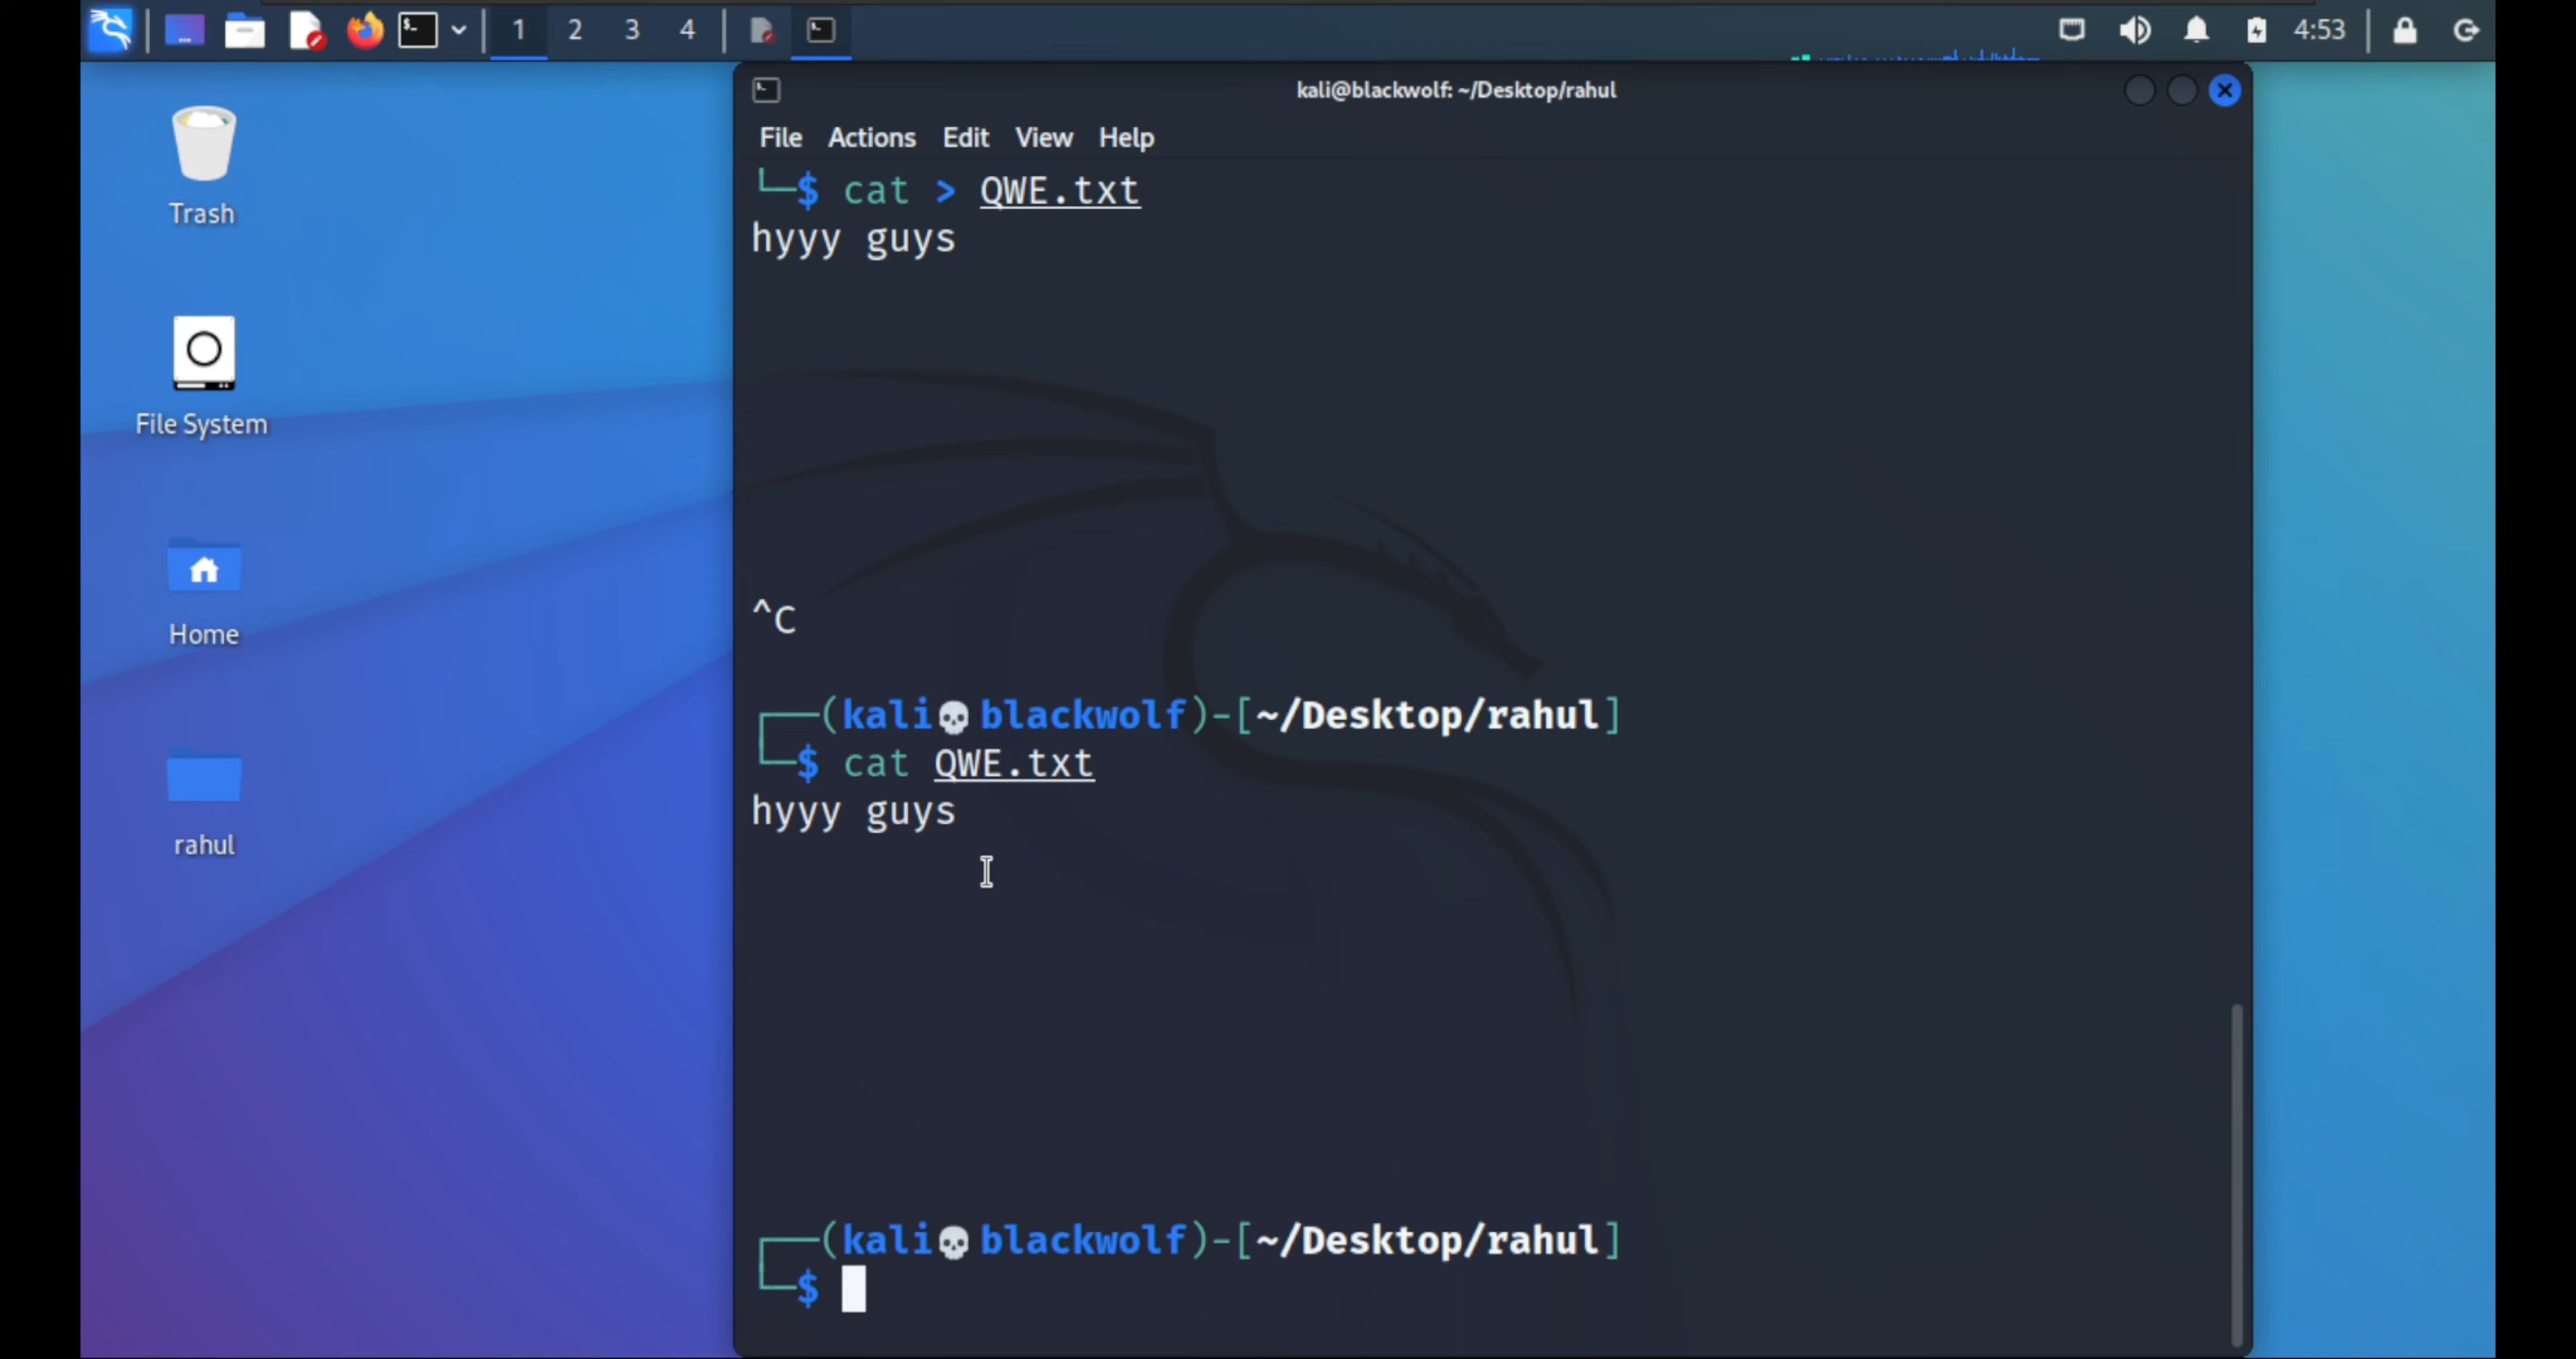 1 2 3 4 4:53
kali@blackwolf: ~/Desktop/rahul
File Actions Edit View Help
Trash
File System
Home
rahul
└─$ cat > QWE.txt
hyyy guys
^C
┌──(kali💀blackwolf)-[~/Desktop/rahul]
└─$ cat QWE.txt
hyyy guys
┌──(kali💀blackwolf)-[~/Desktop/rahul]
└─$